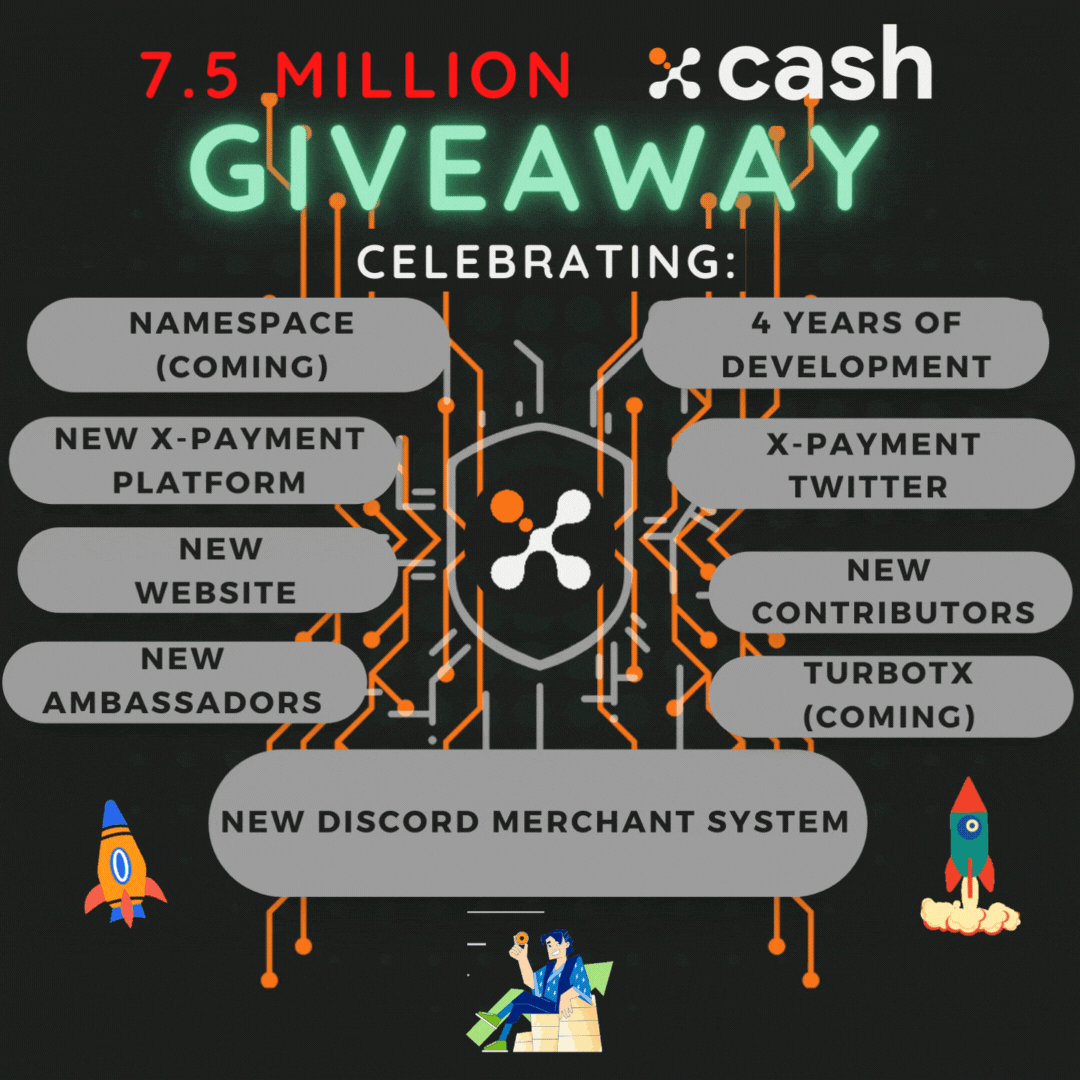 7.5 MILLION
cash
GIVEAWAY
CELEBRATING:
NAMESPACE
(COMING)
4 YEARS OF
DEVELOPMENT
NEW X-PAYMENT
PLATFORM
X-PAYMENT
TWITTER
NEW
WEBSITE
NEW
CONTRIBUTORS
NEW
AMBASSADORS
TURBOTX
(COMING)
NEW DISCORD MERCHANT SYSTEM